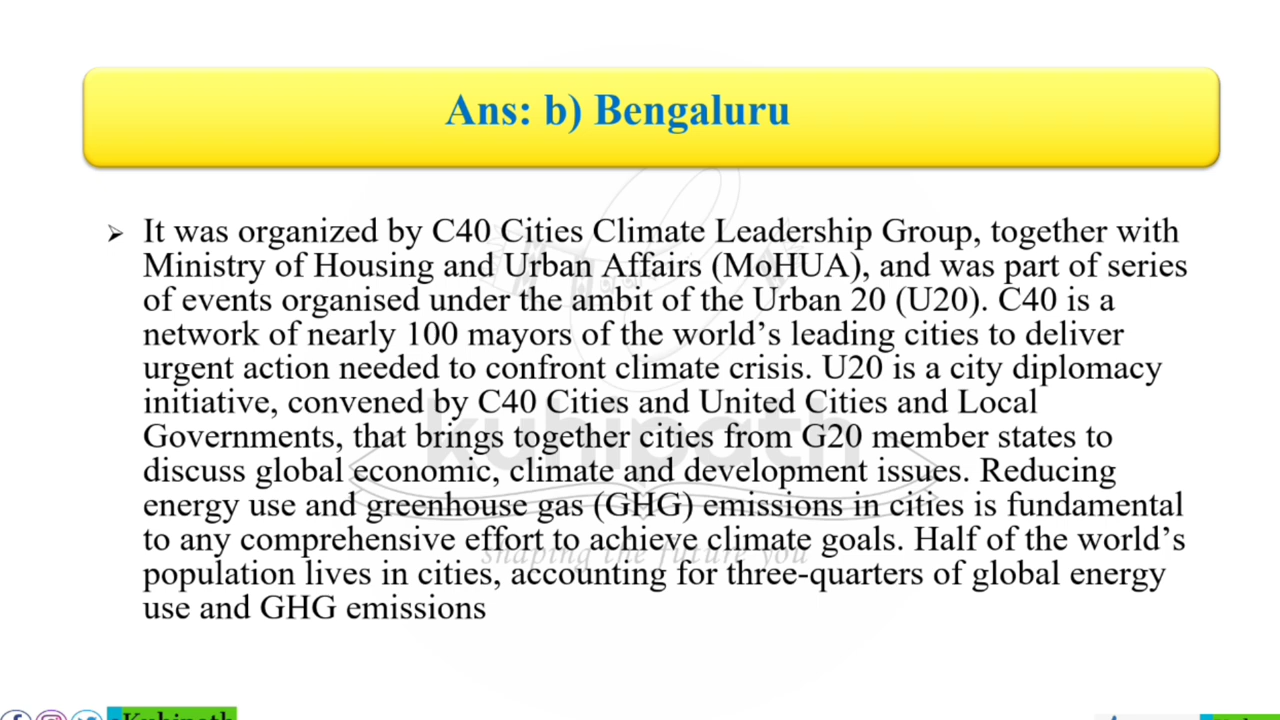 Ans: b) Bengaluru
It was organized by C40 Cities Climate Leadership Group, together with
Ministry of Housing and Urban Affairs (MoHUA), and was part of series
of events organised under the ambit of the Urban 20 (U20). C40 is a
network of nearly 100 mayors of the world’s leading cities to deliver
urgent action needed to confront climate crisis. U20 is a city diplomacy
initiative, convened by C40 Cities and United Cities and Local
Governments, that brings together cities from G20 member states to
discuss global economic, climate and development issues. Reducing
energy use and greenhouse gas (GHG) emissions in cities is fundamental
to any comprehensive effort to achieve climate goals. Half of the world’s
population lives in cities, accounting for three-quarters of global energy
use and GHG emissions
kuhipath
shaping the future you